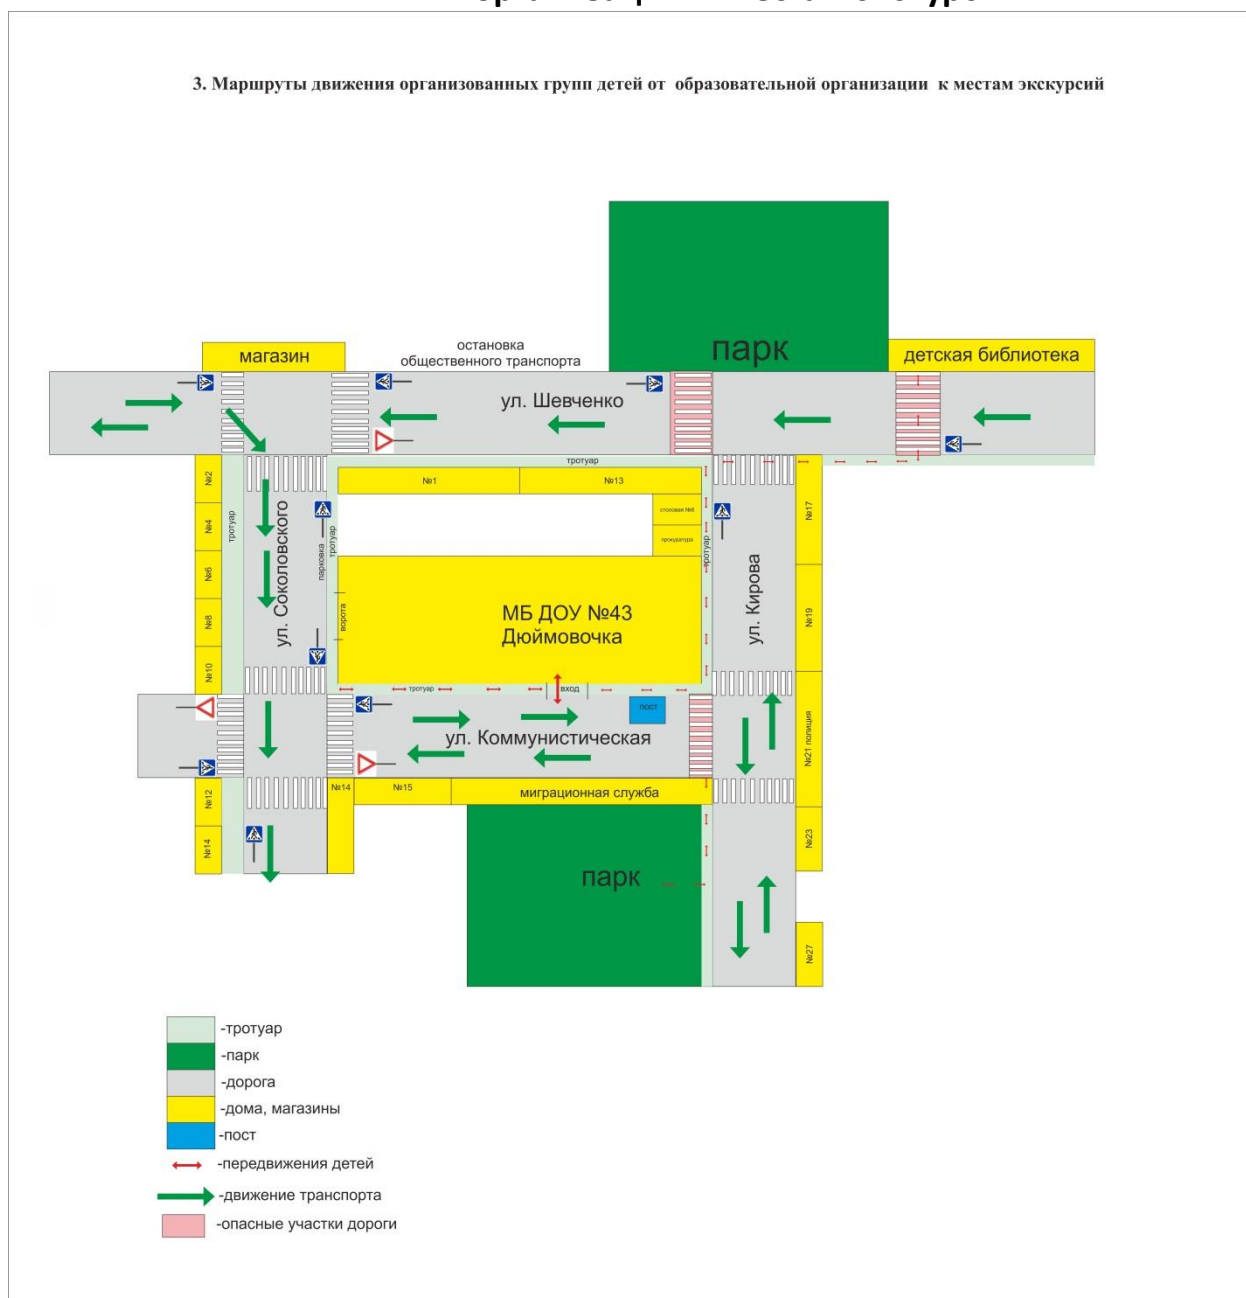 3. Маршруты движения организованных групп детей от образовательной организации к местам экскурсий
парк
магазин
остановка
общественного транспорта
детская библиотека
ул. Шевченко
тротуар
№1
№13
№2
№4
№6
№8
№10
тротуар
ул. Соколовского
парковка
тротуар
ворота
столовая №8
прокуратура
тротуар
ул. Кирова
№17
№19
№21 полиция
№23
№27
МБ ДОУ №43
Дюймовочка
тротуар
вход
пост
ул. Коммунистическая
№12
№14
№14
№15
миграционная служба
парк
-тротуар
-парк
-дорога
-дома, магазины
-пост
-передвижения детей
-движение транспорта
-опасные участки дороги